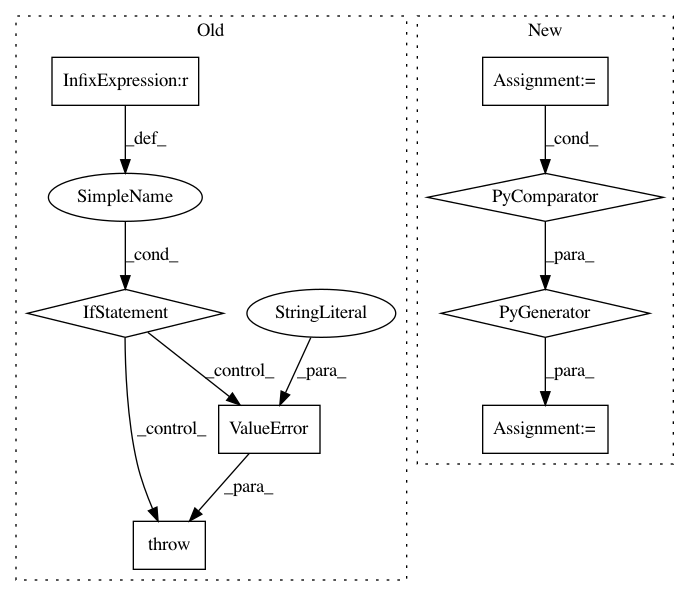 Old
New
InfixExpression:r
Assignment:=
_def_
_cond_
SimpleName
PyComparator
_cond_
_para_
IfStatement
StringLiteral
PyGenerator
_control_
_para_
_para_
_control_
ValueError
Assignment:=
_para_
throw